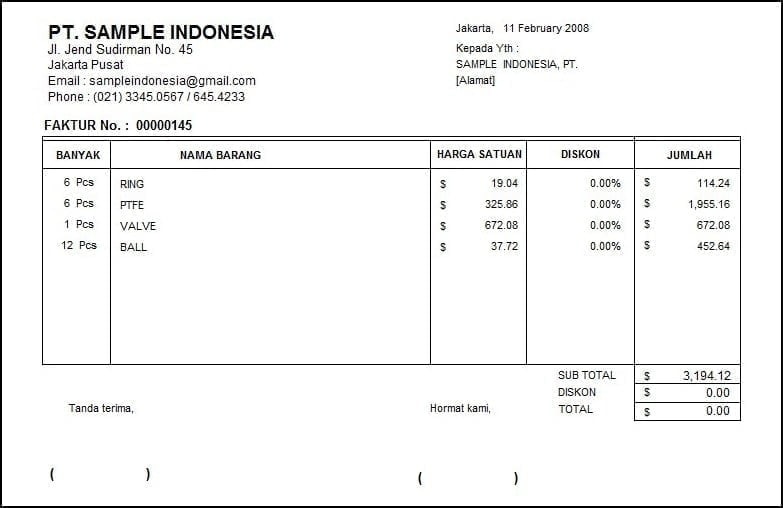 PT. SAMPLE INDONESIA
Jl. Jend Sudirman No. 45
Jakarta Pusat
Email : sampleindonesia@gmail.com
Phone : (021) 3345.0567 / 645.4233
Jakarta, 11 February 2008
Kepada Yth :
SAMPLE INDONESIA, PT.
[Alamat]
FAKTUR No. : 00000145
BANYAK NAMA BARANG HARGA SATUAN DISKON JUMLAH
6 Pcs RING $ 19.04 0.00% $ 114.24
6 Pcs PTFE $ 325.86 0.00% $ 1,955.16
1 Pcs VALVE $ 672.08 0.00% $ 672.08
12 Pcs BALL $ 37.72 0.00% $ 452.64
SUB TOTAL $ 3,194.12
DISKON $ 0.00
TOTAL $ 0.00
Tanda terima, Hormat kami,
( ) ( )